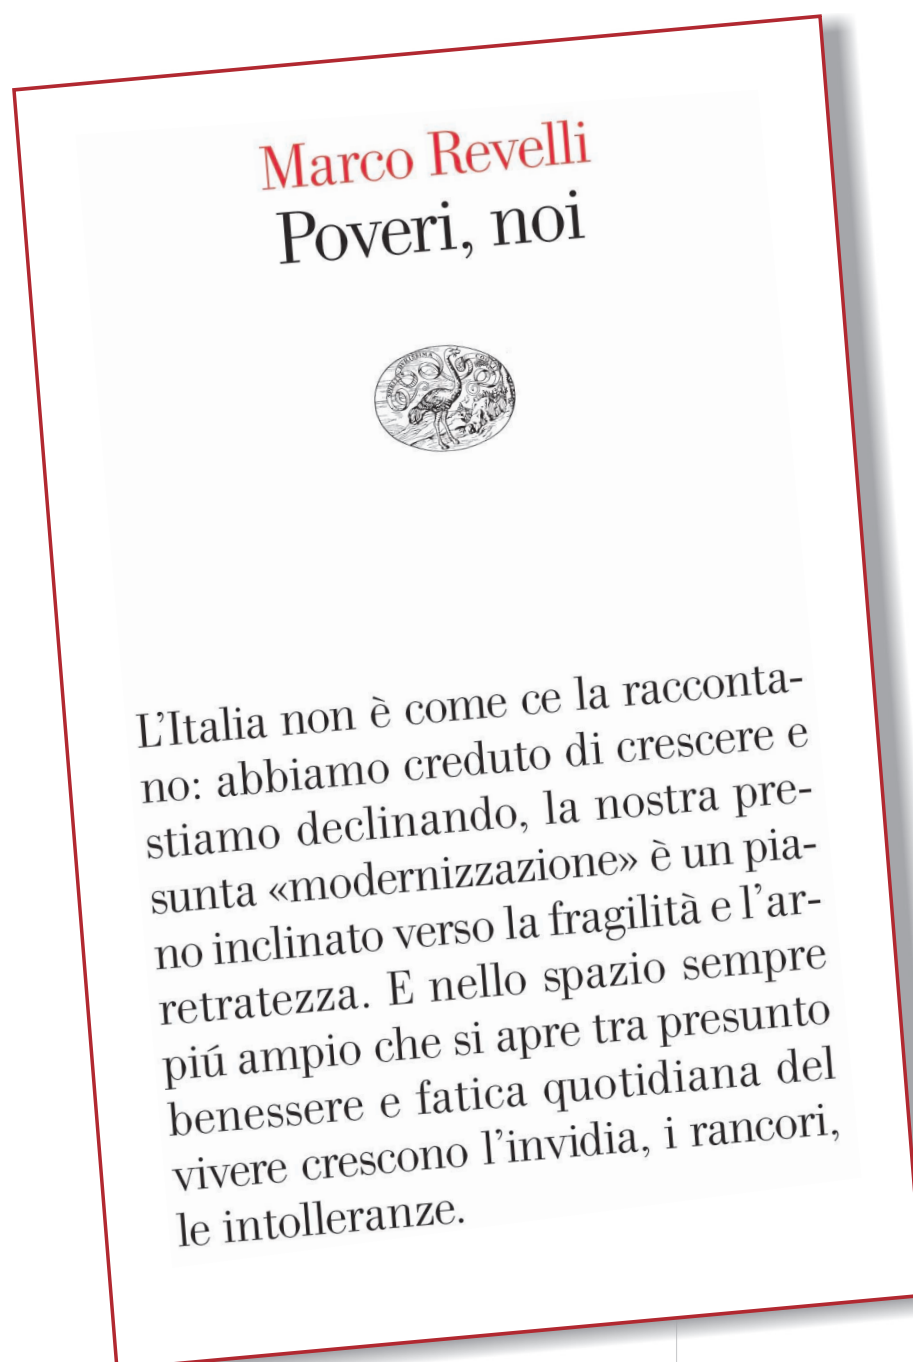 Marco Revelli
Poveri, noi
L’Italia non è come ce la racconta-
no: abbiamo creduto di crescere e
stiamo declinando, la nostra pre-
sunta «modernizzazione» è un pia-
no inclinato verso la fragilità e l’ar-
retratezza. E nello spazio sempre
piú ampio che si apre tra presunto
benessere e fatica quotidiana del
vivere crescono l’invidia, i rancori,
le intolleranze.